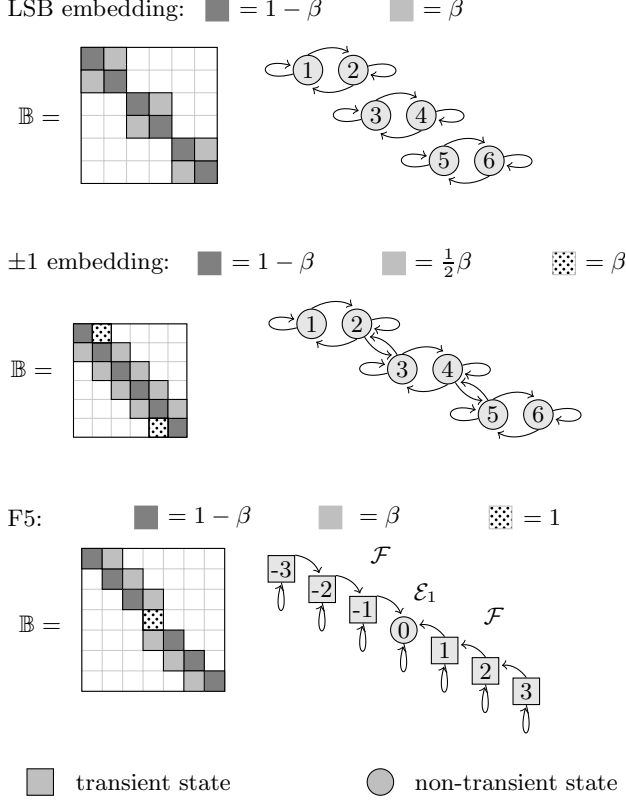 LSB embedding: = 1 − β = β
𝔹 =
1 2
3 4
5 6
±1 embedding: = 1 − β = ½β = β
𝔹 =
1 2
3 4
5 6
F5: = 1 − β = β = 1
𝔹 =
-3 -2 -1 0 1 2 3
ℱ ℰ₁ ℱ
transient state non-transient state